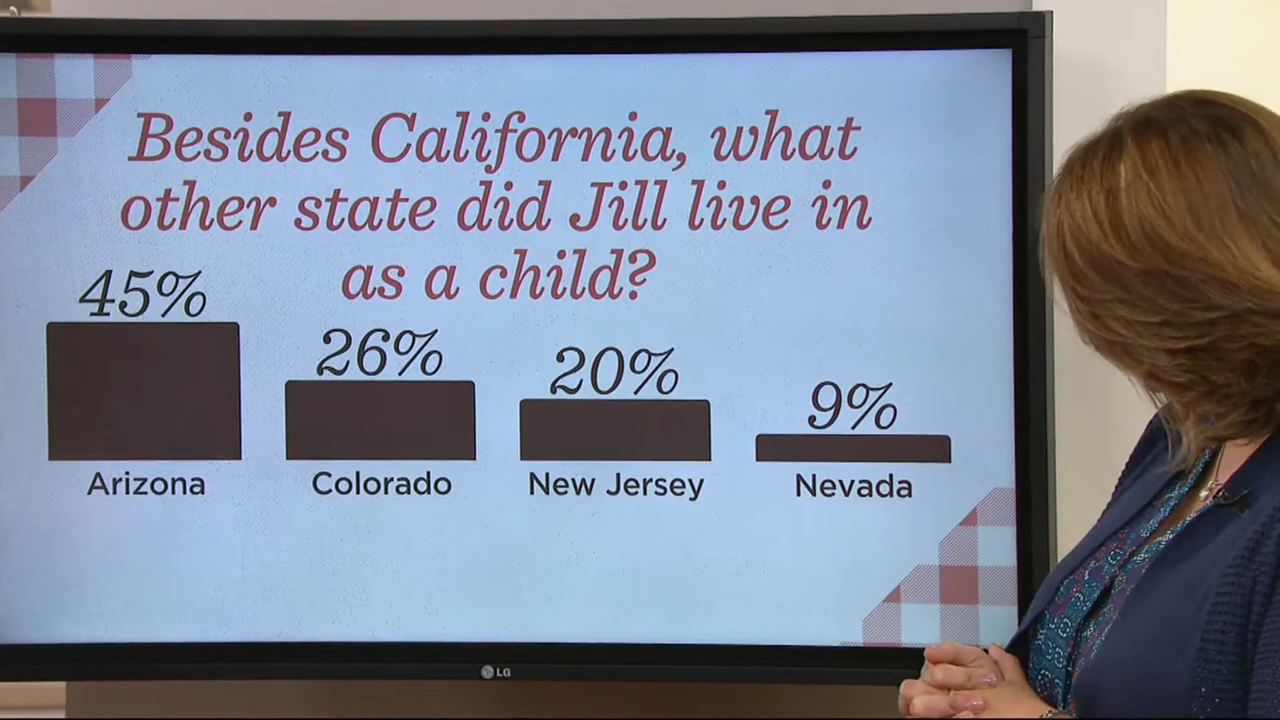 Besides California, what
other state did Jill live in
as a child?
45%
26%
20%
9%
Arizona
Colorado
New Jersey
Nevada
LG